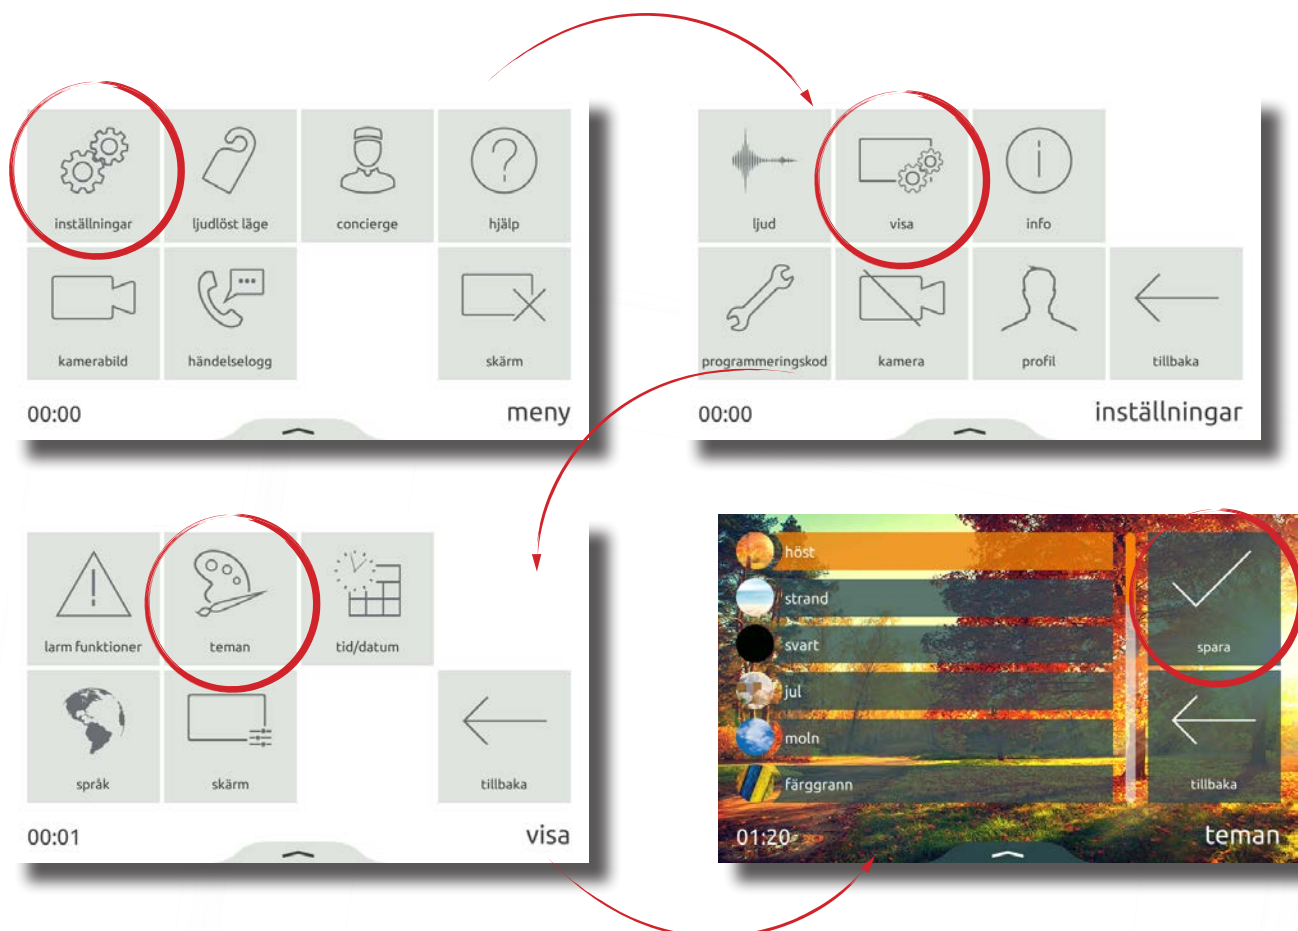 inställningar
ljudlöst läge
concierge
hjälp
kamerabild
händelselogg
skärm
00:00
meny
ljud
visa
info
programmeringskod
kamera
profil
tillbaka
00:00
inställningar
larm funktioner
teman
tid/datum
språk
skärm
tillbaka
00:01
visa
höst
strand
svart
jul
moln
färggrann
spara
tillbaka
01:20
teman